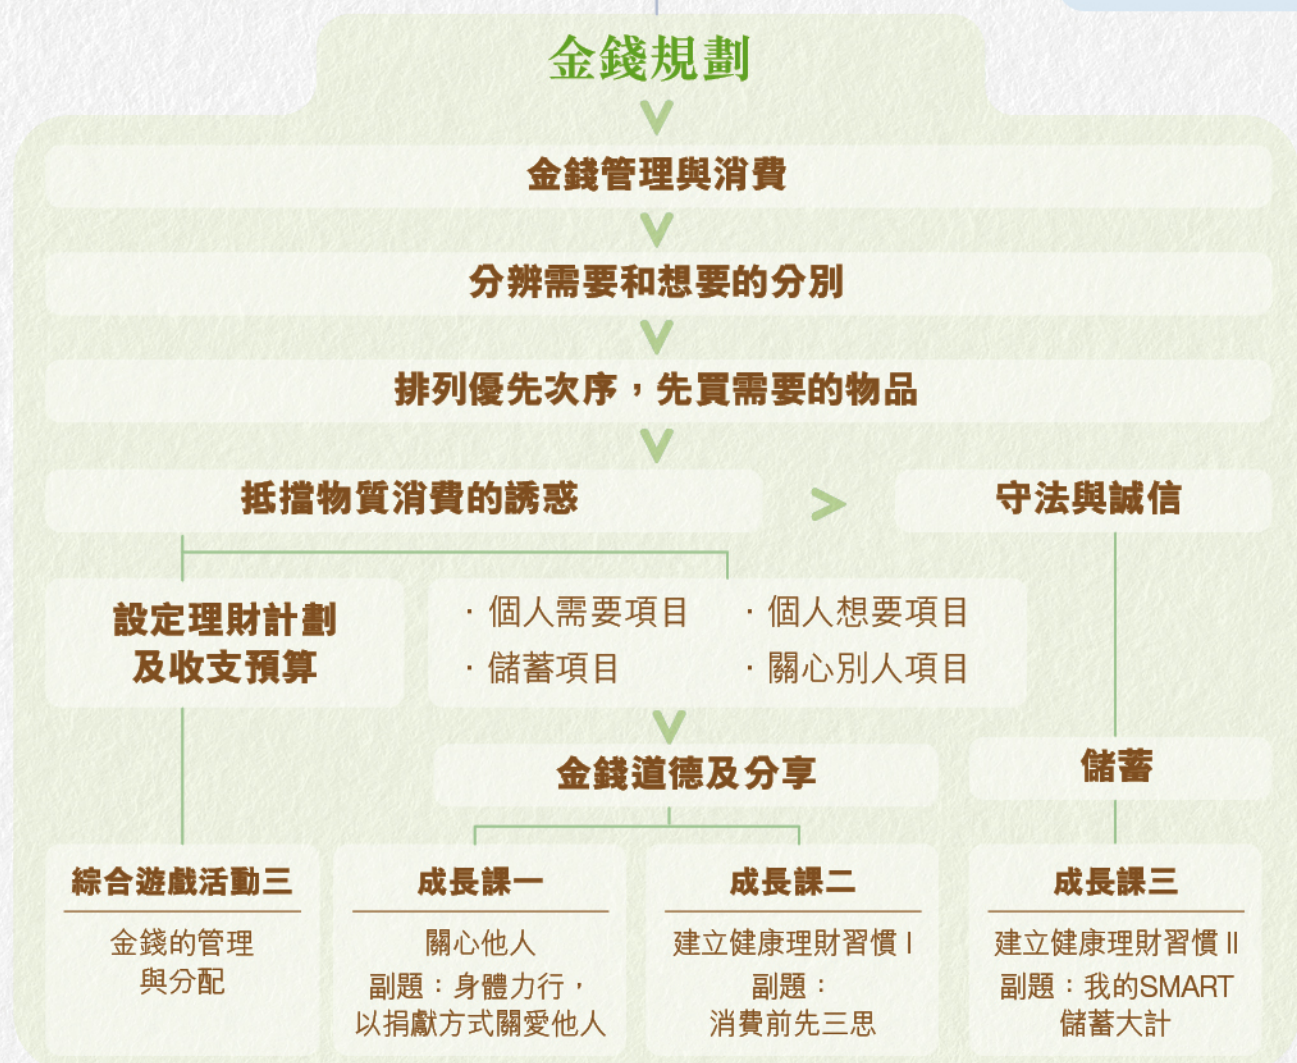 金錢規劃
金錢管理與消費
分辨需要和想要的分別
排列優先次序，先買需要的物品
抵擋物質消費的誘惑
守法與誠信
設定理財計劃
及收支預算
· 個人需要項目
· 個人想要項目
· 儲蓄項目
· 關心別人項目
金錢道德及分享
儲蓄
綜合遊戲活動三
金錢的管理
與分配
成長課一
關心他人
副題：身體力行，
以捐獻方式關愛他人
成長課二
建立健康理財習慣 I
副題：
消費前先三思
成長課三
建立健康理財習慣 II
副題：我的SMART
儲蓄大計